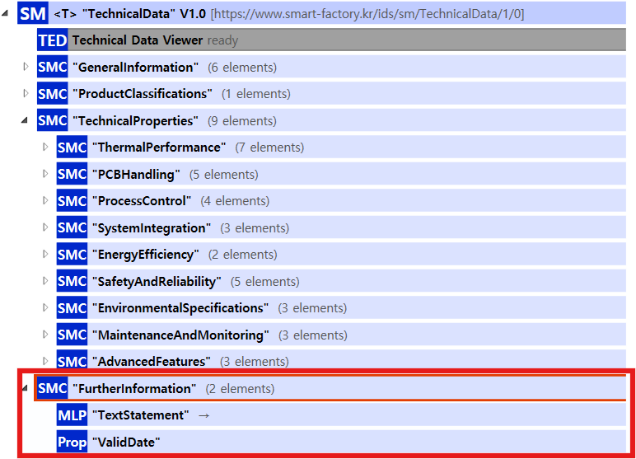 SM <T> "TechnicalData" V1.0 [https://www.smart-factory.kr/ids/sm/TechnicalData/1/0]
TED Technical Data Viewer ready
SMC "GeneralInformation" (6 elements)
SMC "ProductClassifications" (1 elements)
SMC "TechnicalProperties" (9 elements)
SMC "ThermalPerformance" (7 elements)
SMC "PCBHandling" (5 elements)
SMC "ProcessControl" (4 elements)
SMC "SystemIntegration" (3 elements)
SMC "EnergyEfficiency" (2 elements)
SMC "SafetyAndReliability" (5 elements)
SMC "EnvironmentalSpecifications" (3 elements)
SMC "MaintenanceAndMonitoring" (3 elements)
SMC "AdvancedFeatures" (3 elements)
SMC "FurtherInformation" (2 elements)
MLP "TextStatement" →
Prop "ValidDate"